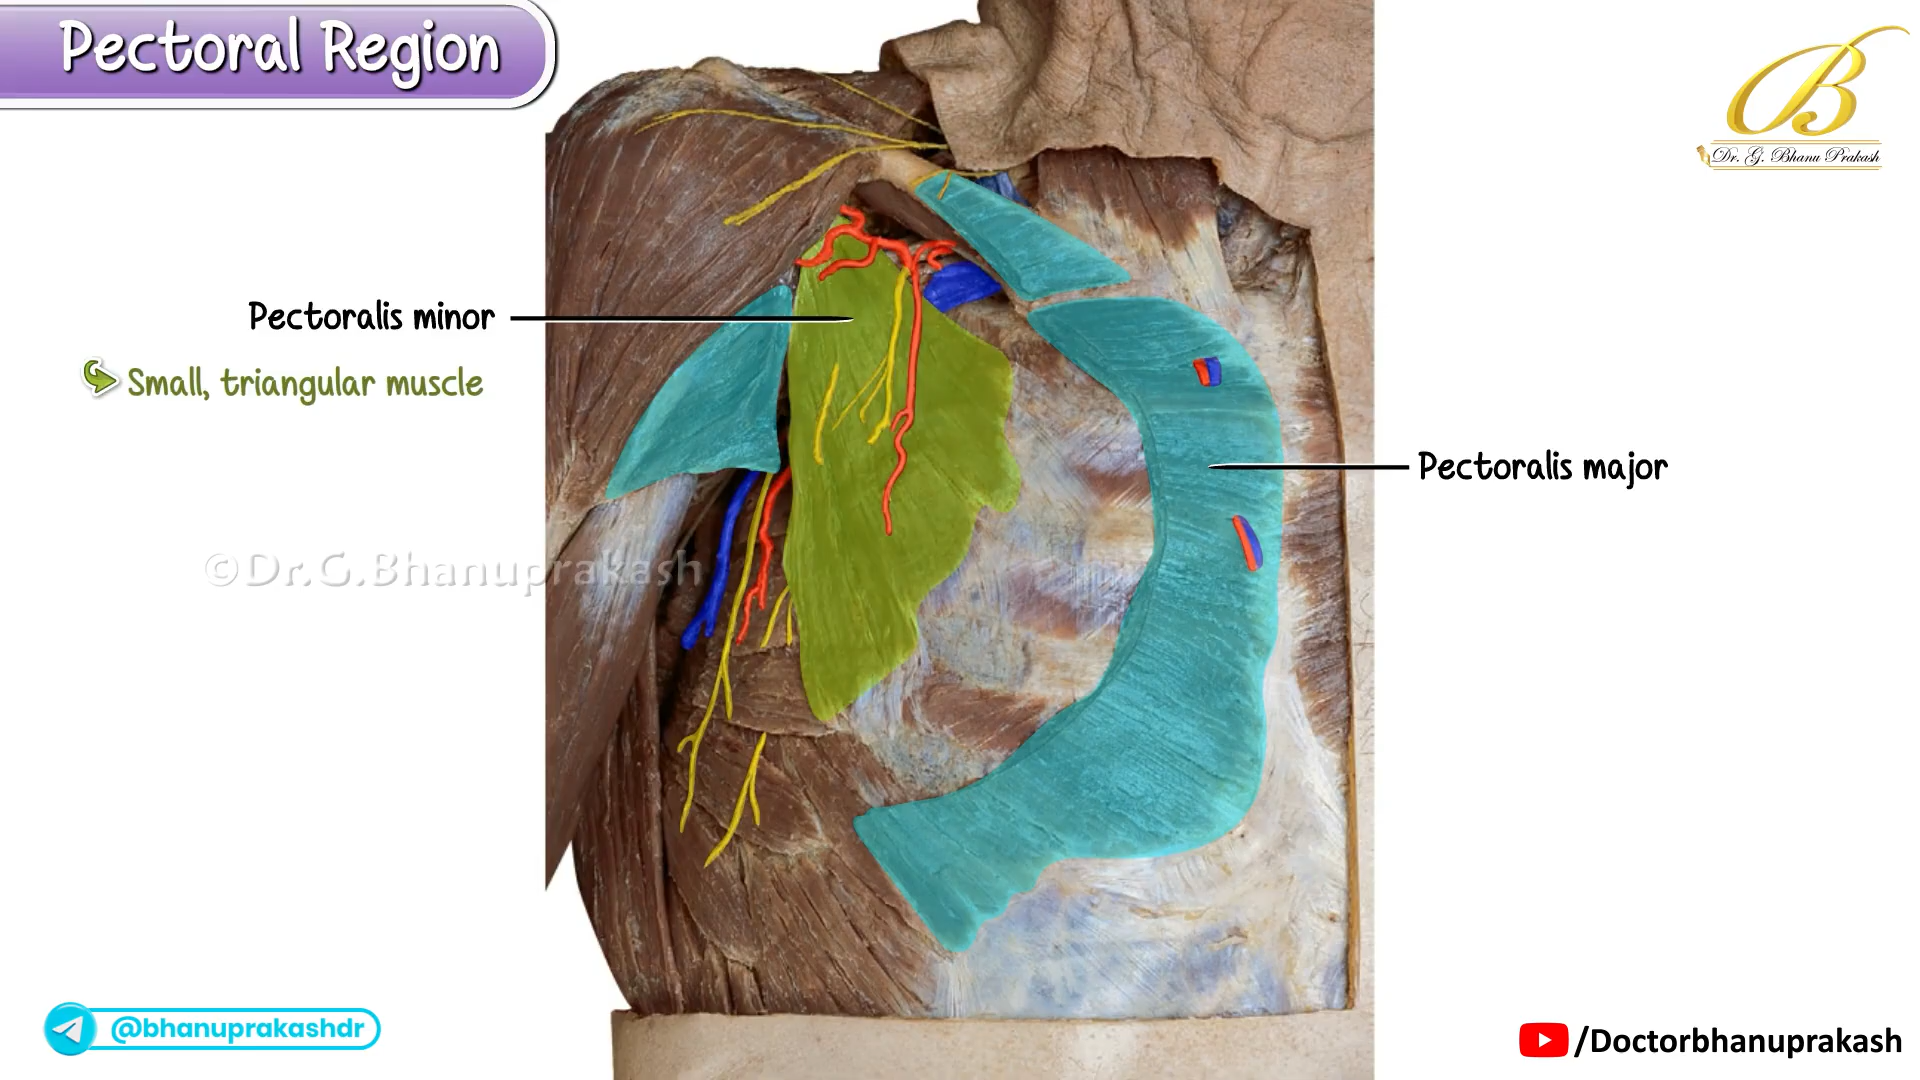 Pectoral Region
B
Dr. G. Bhanu Prakash
Pectoralis minor
Small, triangular muscle
Pectoralis major
©Dr.G.Bhanuprakash
@bhanuprakashdr
/Doctorbhanuprakash